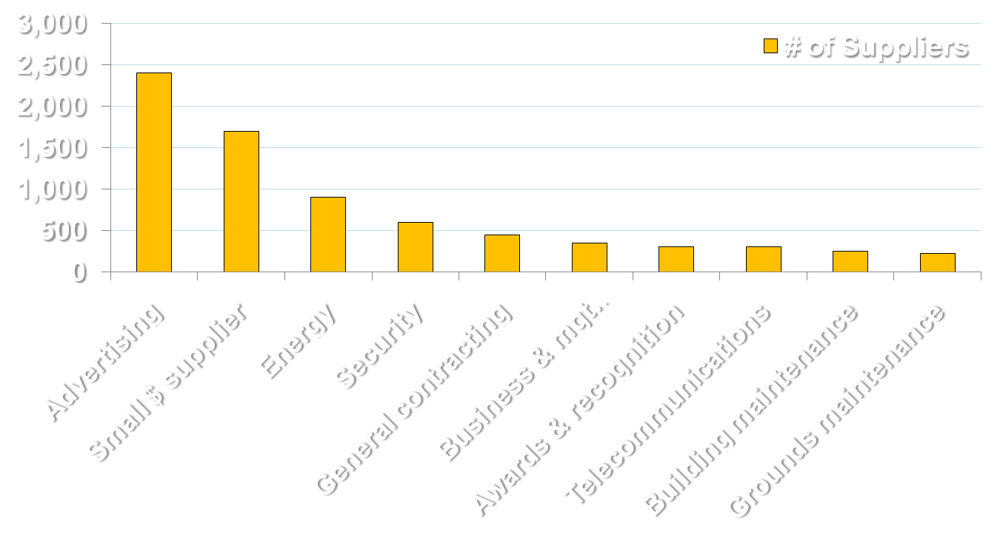 3,000
2,500
2,000
1,500
1,000
500
0
# of Suppliers
Advertising
Small $ supplier
Energy
Security
General contracting
Business & mgt..
Awards & recognition
Telecommunications
Building maintenance
Grounds maintenance